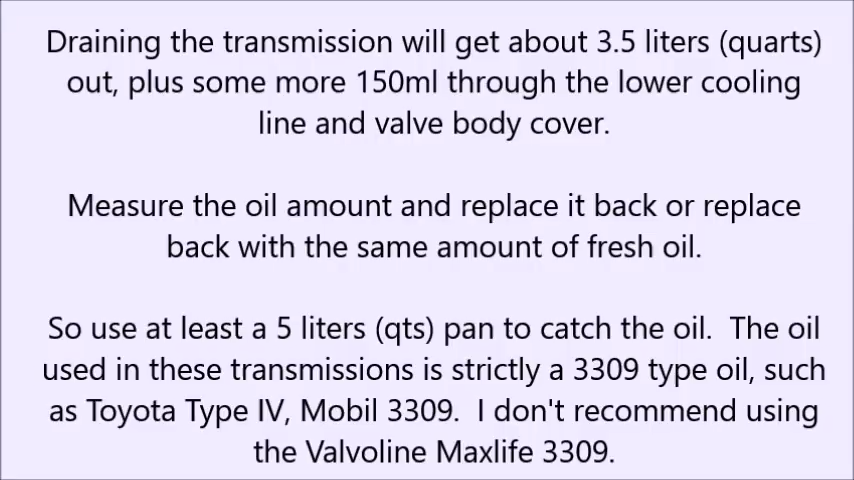 Draining the transmission will get about 3.5 liters (quarts)
out, plus some more 150ml through the lower cooling
line and valve body cover.
Measure the oil amount and replace it back or replace
back with the same amount of fresh oil.
So use at least a 5 liters (qts) pan to catch the oil.  The oil
used in these transmissions is strictly a 3309 type oil, such
as Toyota Type IV, Mobil 3309.  I don't recommend using
the Valvoline Maxlife 3309.